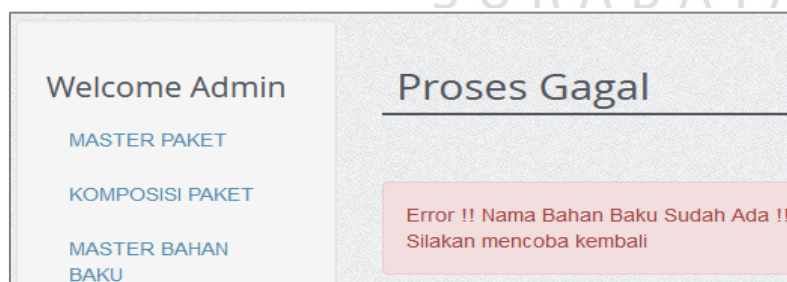 Welcome Admin
MASTER PAKET
KOMPOSISI PAKET
MASTER BAHAN
BAKU
Proses Gagal
Error !! Nama Bahan Baku Sudah Ada !!
Silakan mencoba kembali